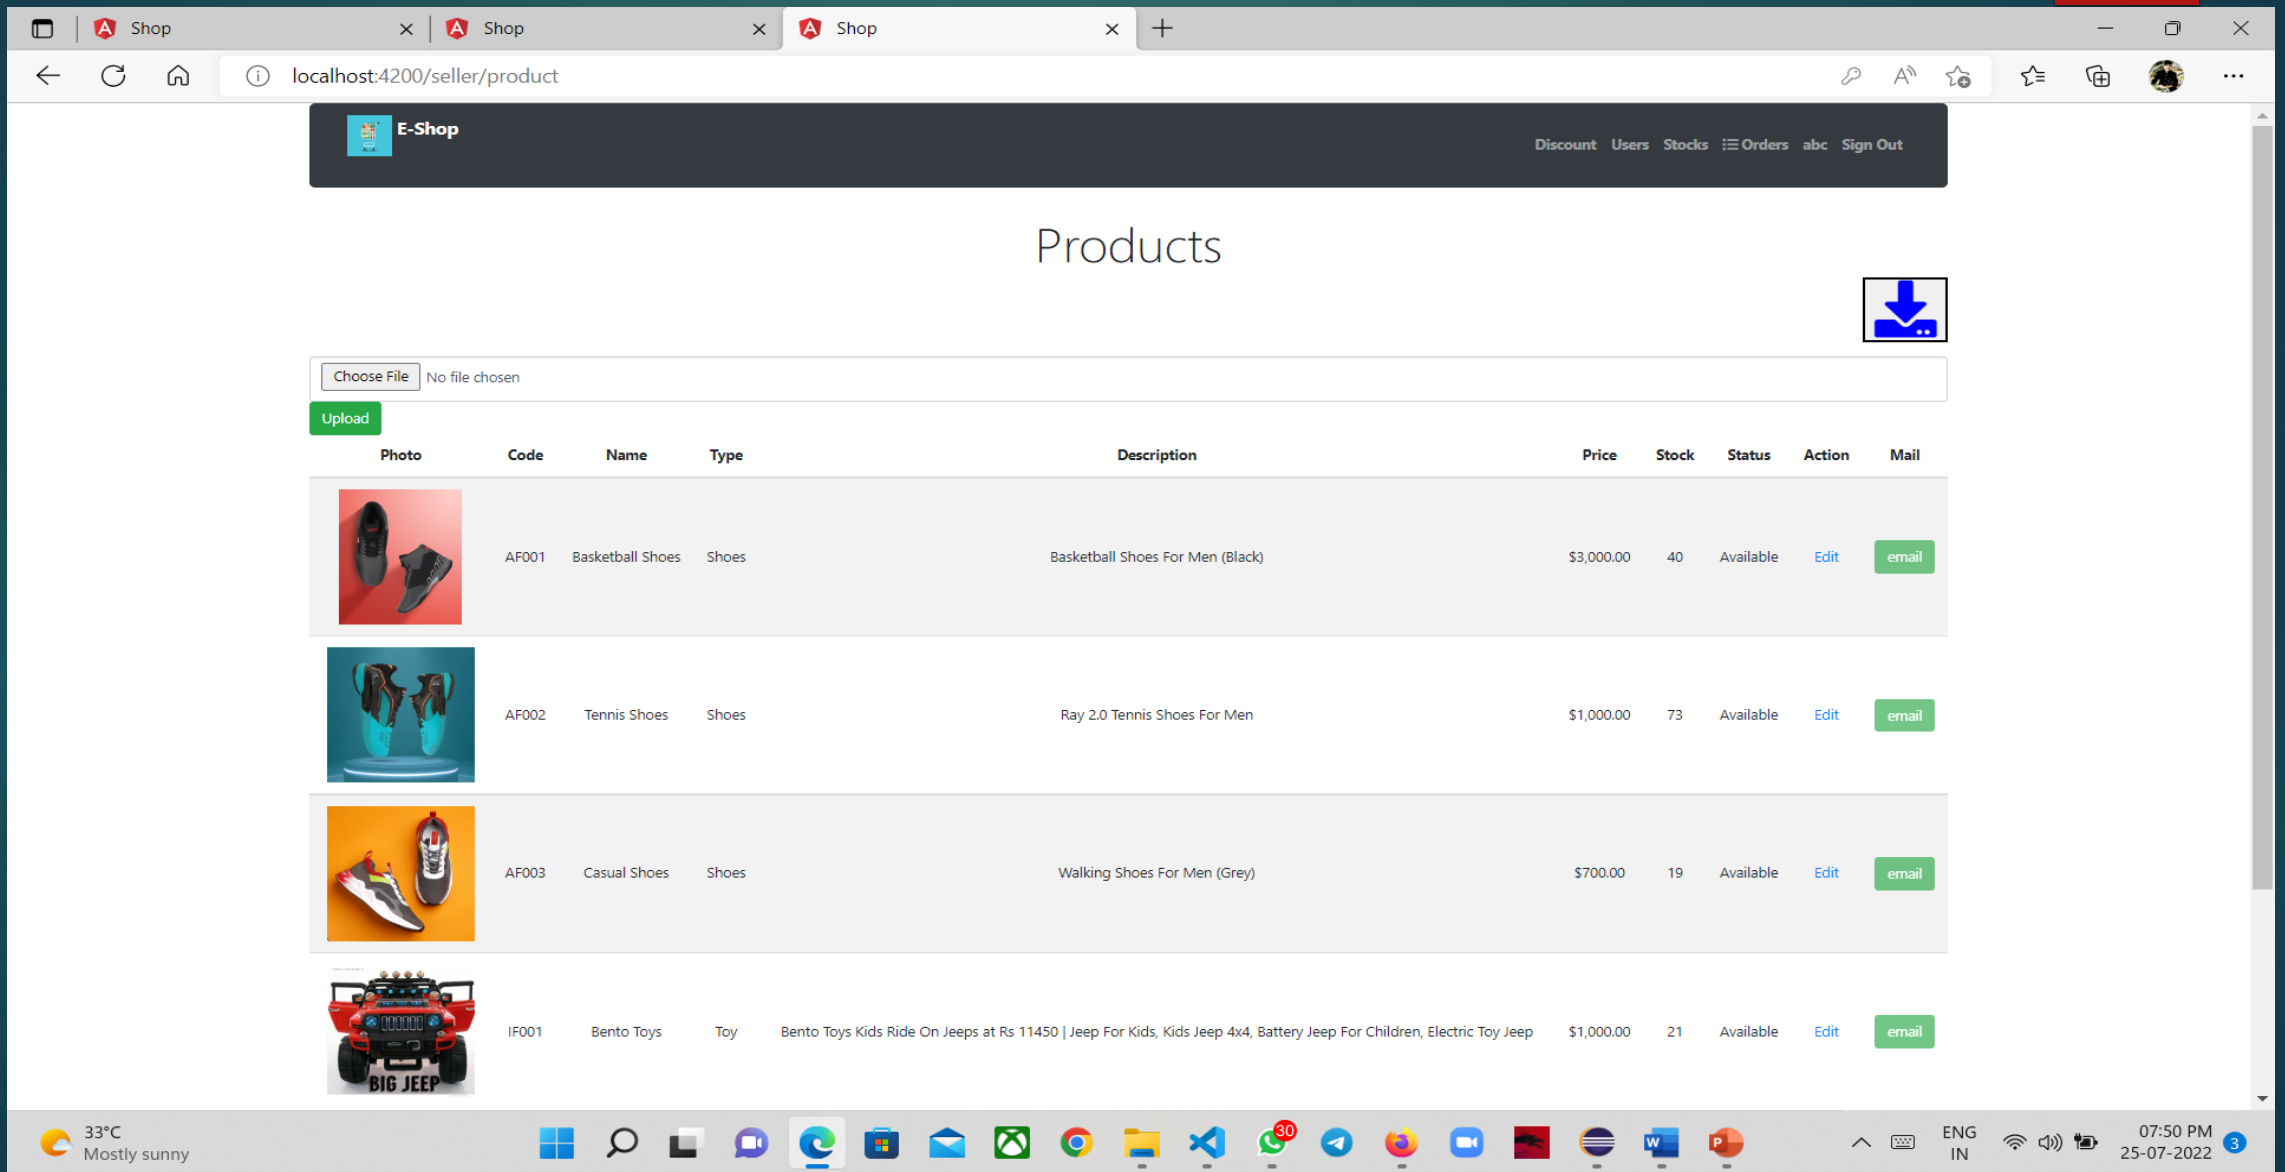 Shop
Shop
Shop
localhost:4200/seller/product
E-Shop
Discount Users Stocks Orders abc Sign Out
Products
Choose File No file chosen
Upload
Photo Code Name Type Description Price Stock Status Action Mail
AF001 Basketball Shoes Shoes Basketball Shoes For Men (Black) $3,000.00 40 Available Edit email
AF002 Tennis Shoes Shoes Ray 2.0 Tennis Shoes For Men $1,000.00 73 Available Edit email
AF003 Casual Shoes Shoes Walking Shoes For Men (Grey) $700.00 19 Available Edit email
IF001 Bento Toys Toy Bento Toys Kids Ride On Jeeps at Rs 11450 | Jeep For Kids, Kids Jeep 4x4, Battery Jeep For Children, Electric Toy Jeep $1,000.00 21 Available Edit email
BIG JEEP
33°C
Mostly sunny
30
ENG
IN
07:50 PM
25-07-2022
3